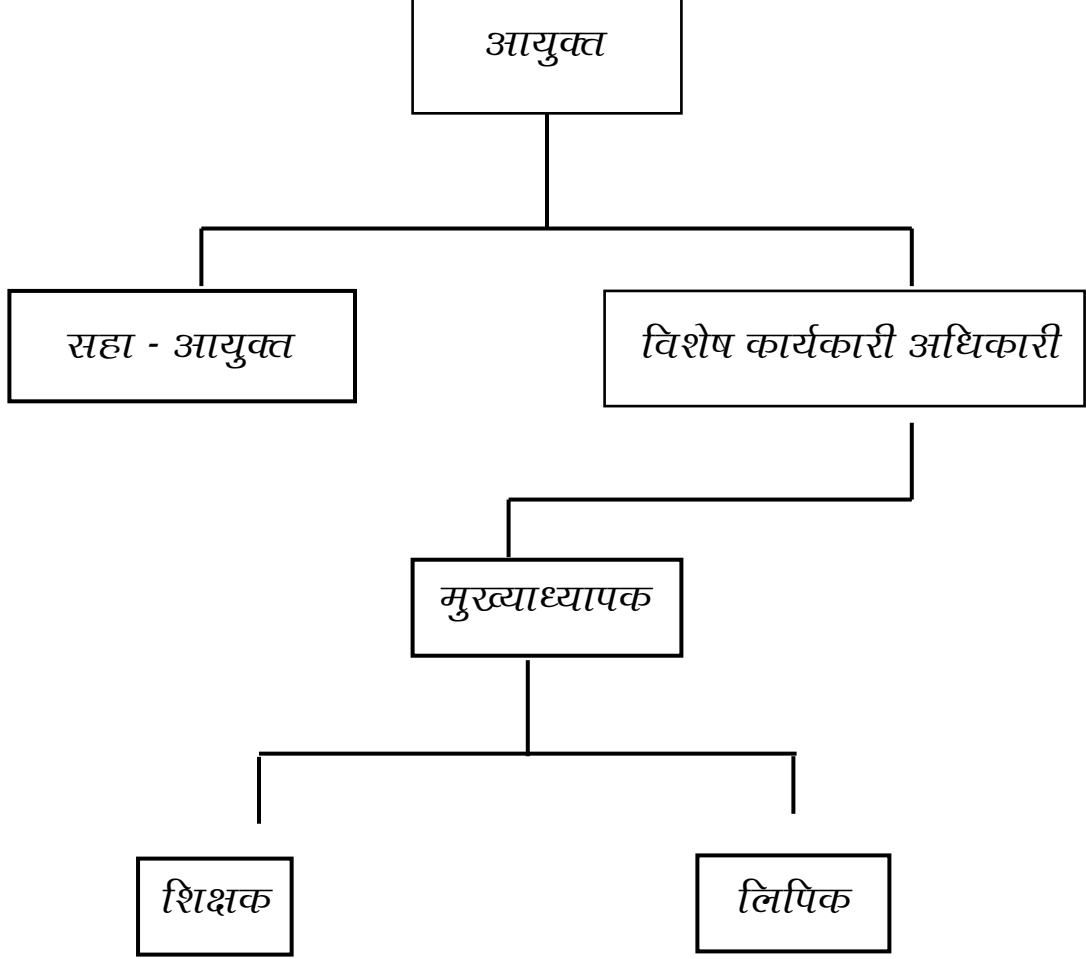 आयुक्त
सहा - आयुक्त
विशेष कार्यकारी अधिकारी
मुख्याध्यापक
शिक्षक
लिपिक